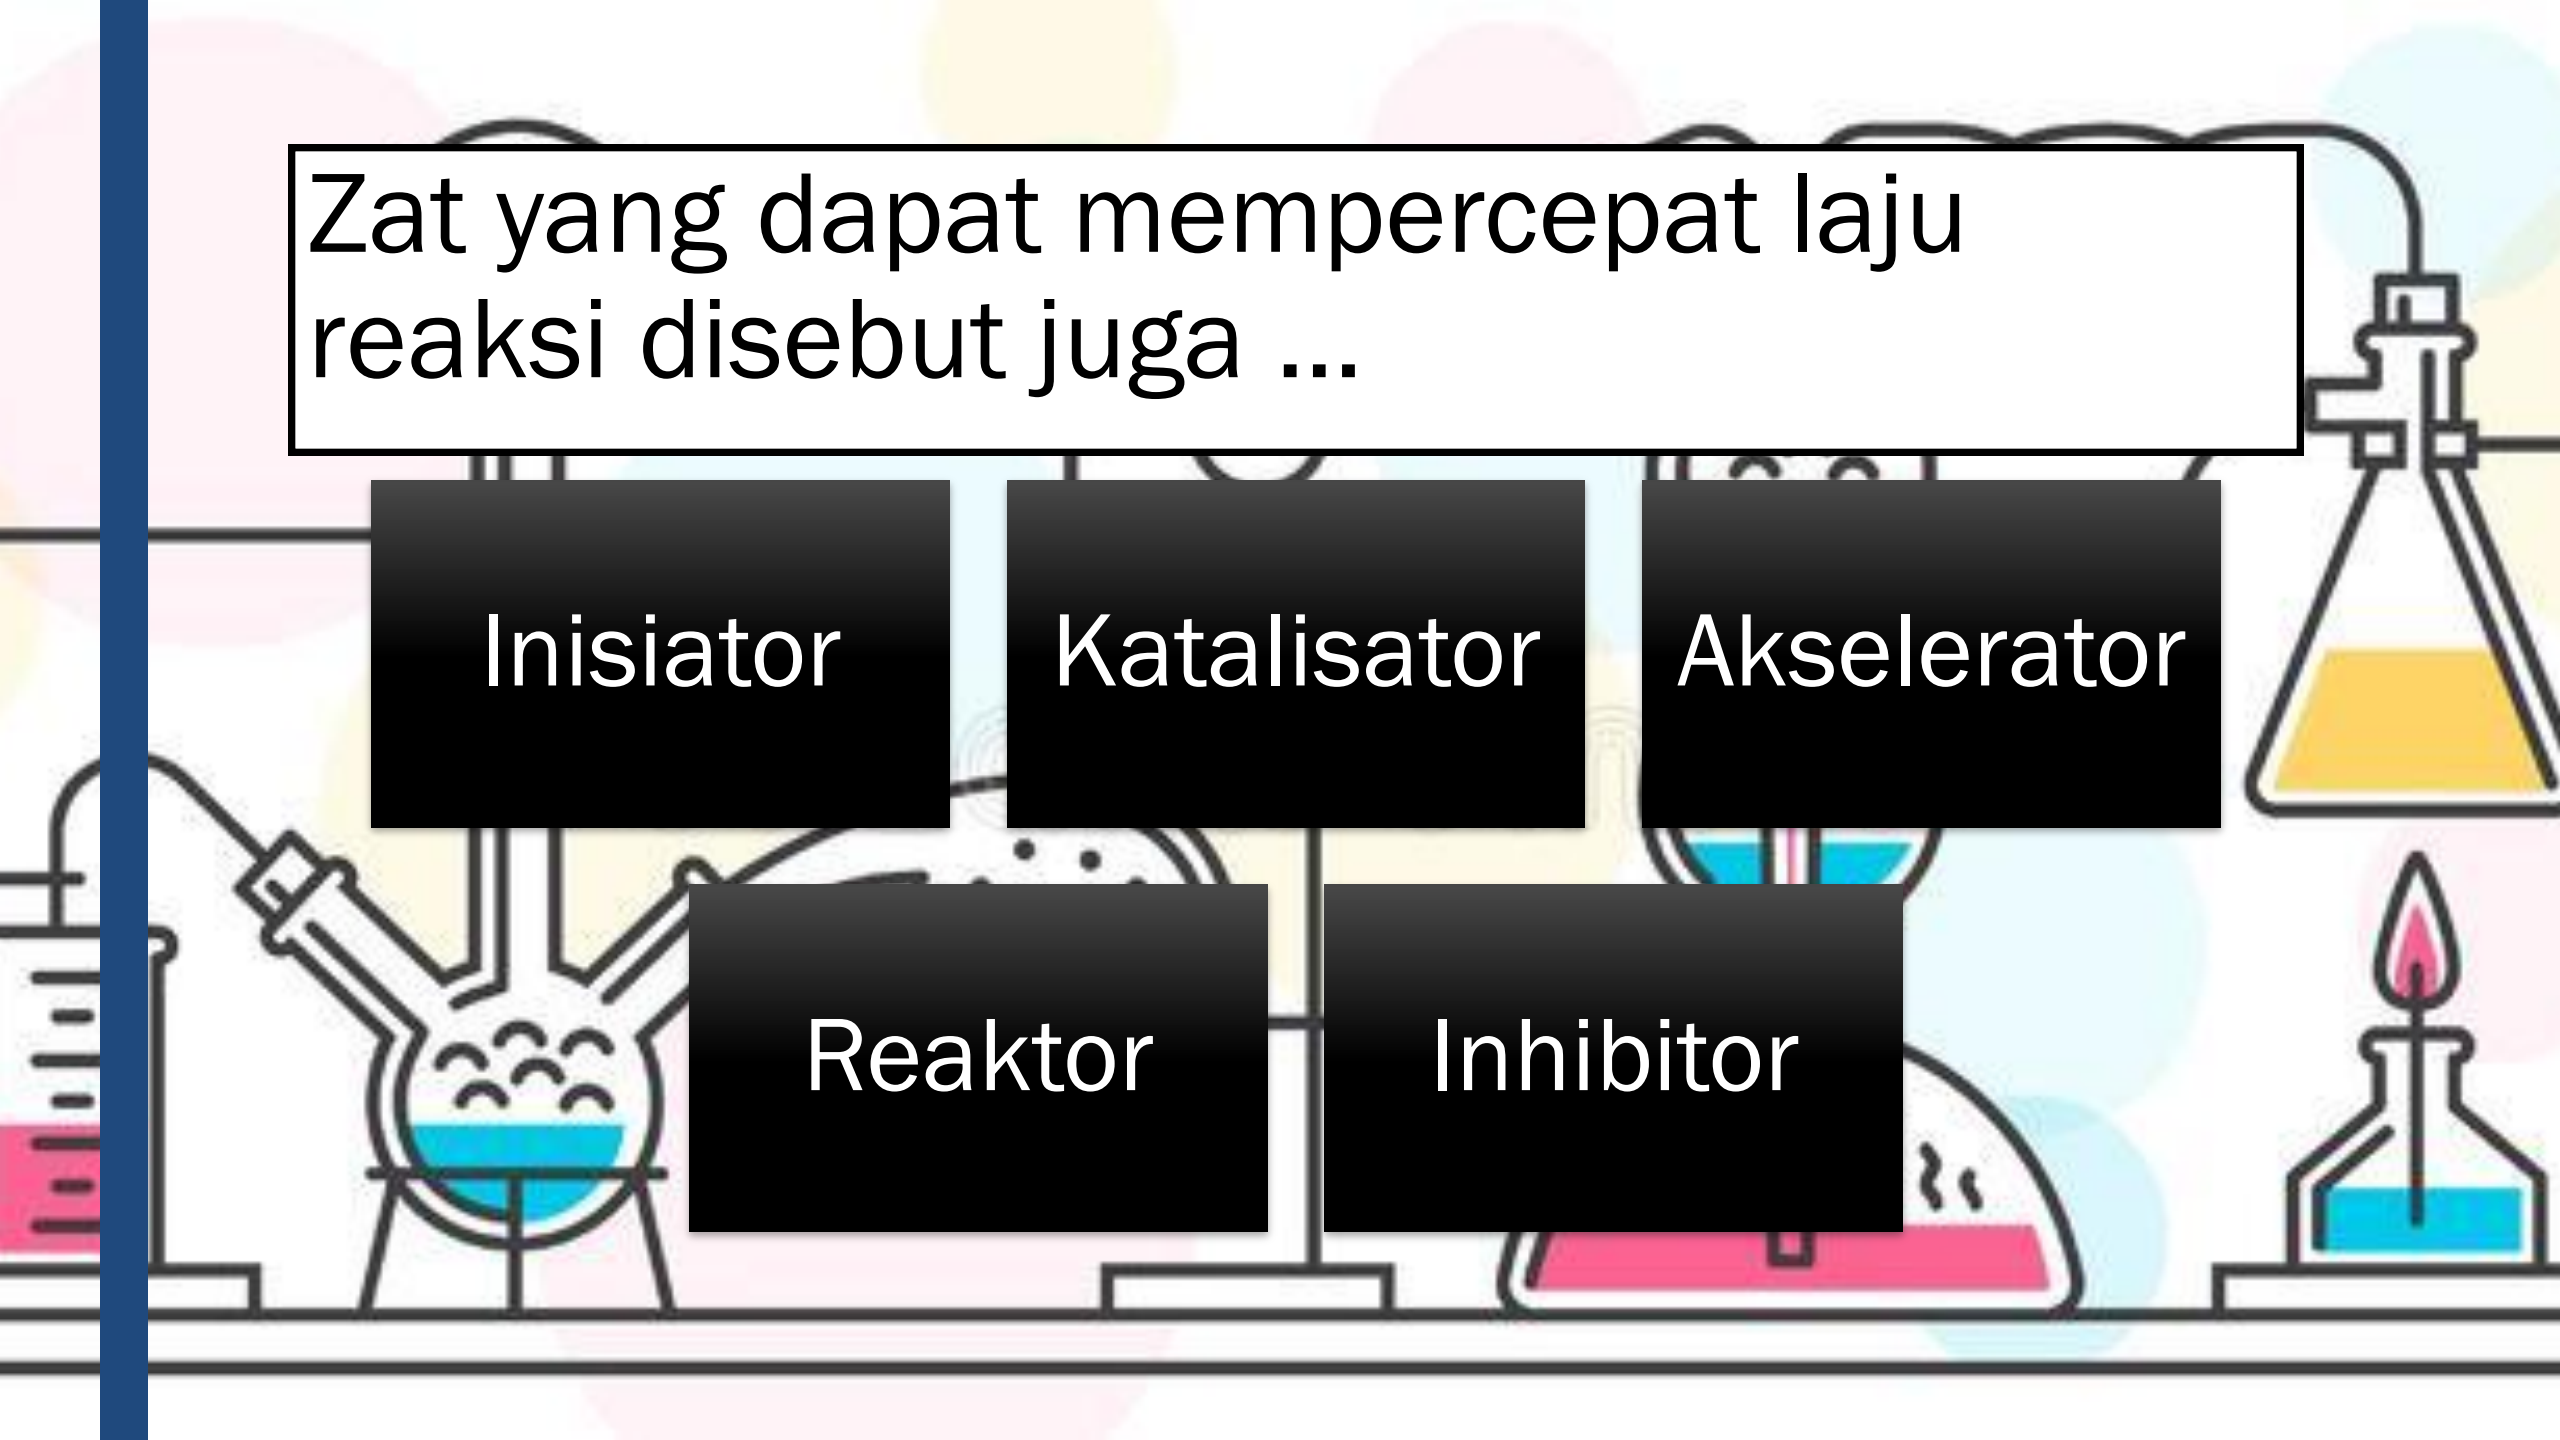 Zat yang dapat mempercepat laju
reaksi disebut juga ...
Inisiator
Katalisator
Akselerator
Reaktor
Inhibitor